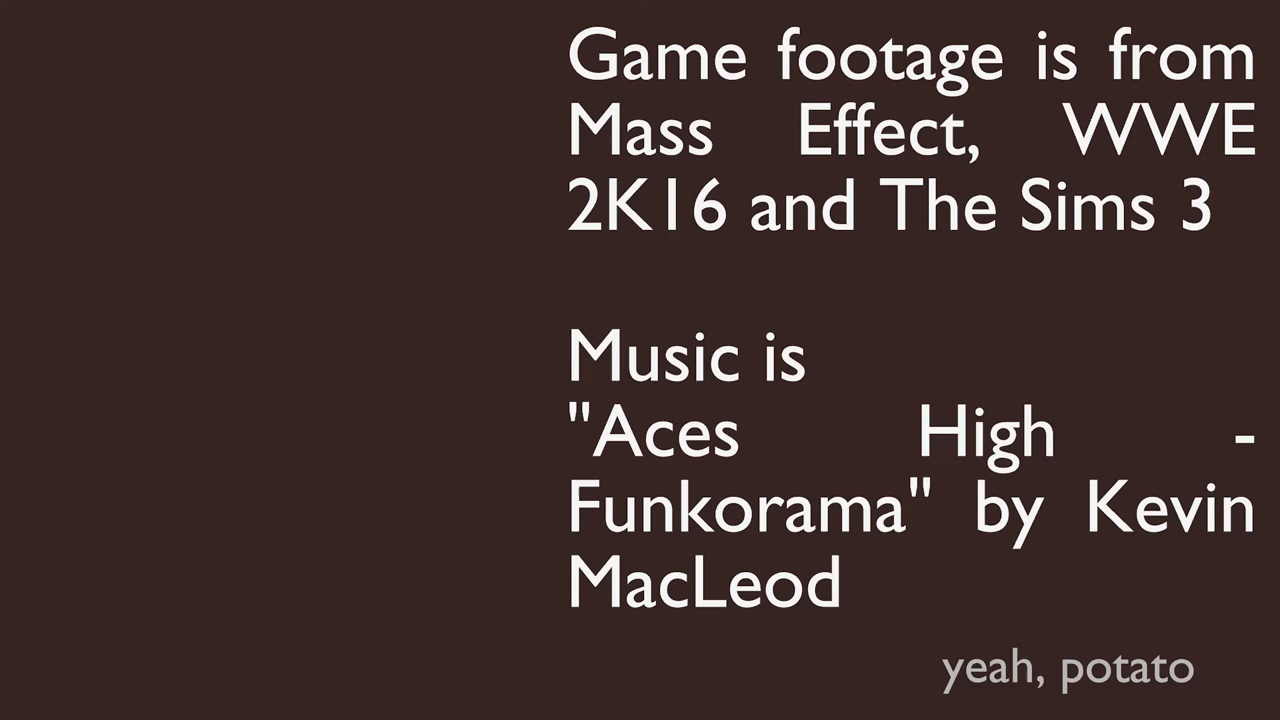 Game footage is from
Mass Effect, WWE
2K16 and The Sims 3
Music is
"Aces High -
Funkorama" by Kevin
MacLeod
yeah, potato